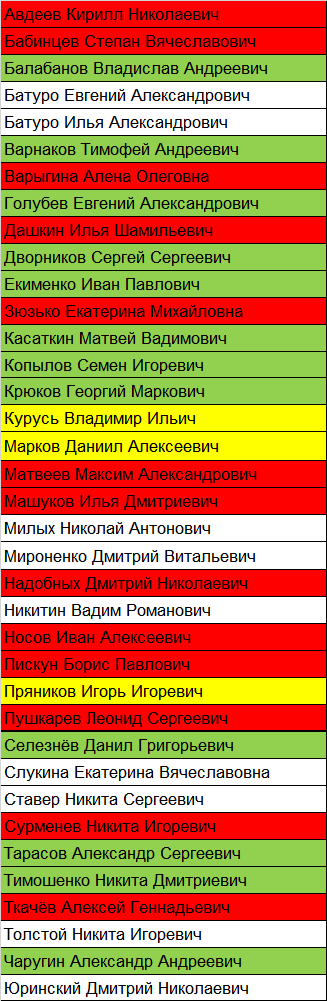 Авдеев Кирилл Николаевич
Бабинцев Степан Вячеславович
Балабанов Владислав Андреевич
Батуро Евгений Александрович
Батуро Илья Александрович
Варнаков Тимофей Андреевич
Варыгина Алена Олеговна
Голубев Евгений Александрович
Дашкин Илья Шамильевич
Дворников Сергей Сергеевич
Екименко Иван Павлович
Зюзько Екатерина Михайловна
Касаткин Матвей Вадимович
Копылов Семен Игоревич
Крюков Георгий Маркович
Курусь Владимир Ильич
Марков Даниил Алексеевич
Матвеев Максим Александрович
Машуков Илья Дмитриевич
Милых Николай Антонович
Мироненко Дмитрий Витальевич
Надобных Дмитрий Николаевич
Никитин Вадим Романович
Носов Иван Алексеевич
Пискун Борис Павлович
Пряников Игорь Игоревич
Пушкарев Леонид Сергеевич
Селезнёв Данил Григорьевич
Слукина Екатерина Вячеславовна
Ставер Никита Сергеевич
Сурменев Никита Игоревич
Тарасов Александр Сергеевич
Тимошенко Никита Дмитриевич
Ткачёв Алексей Геннадьевич
Толстой Никита Игоревич
Чаругин Александр Андреевич
Юринский Дмитрий Николаевич